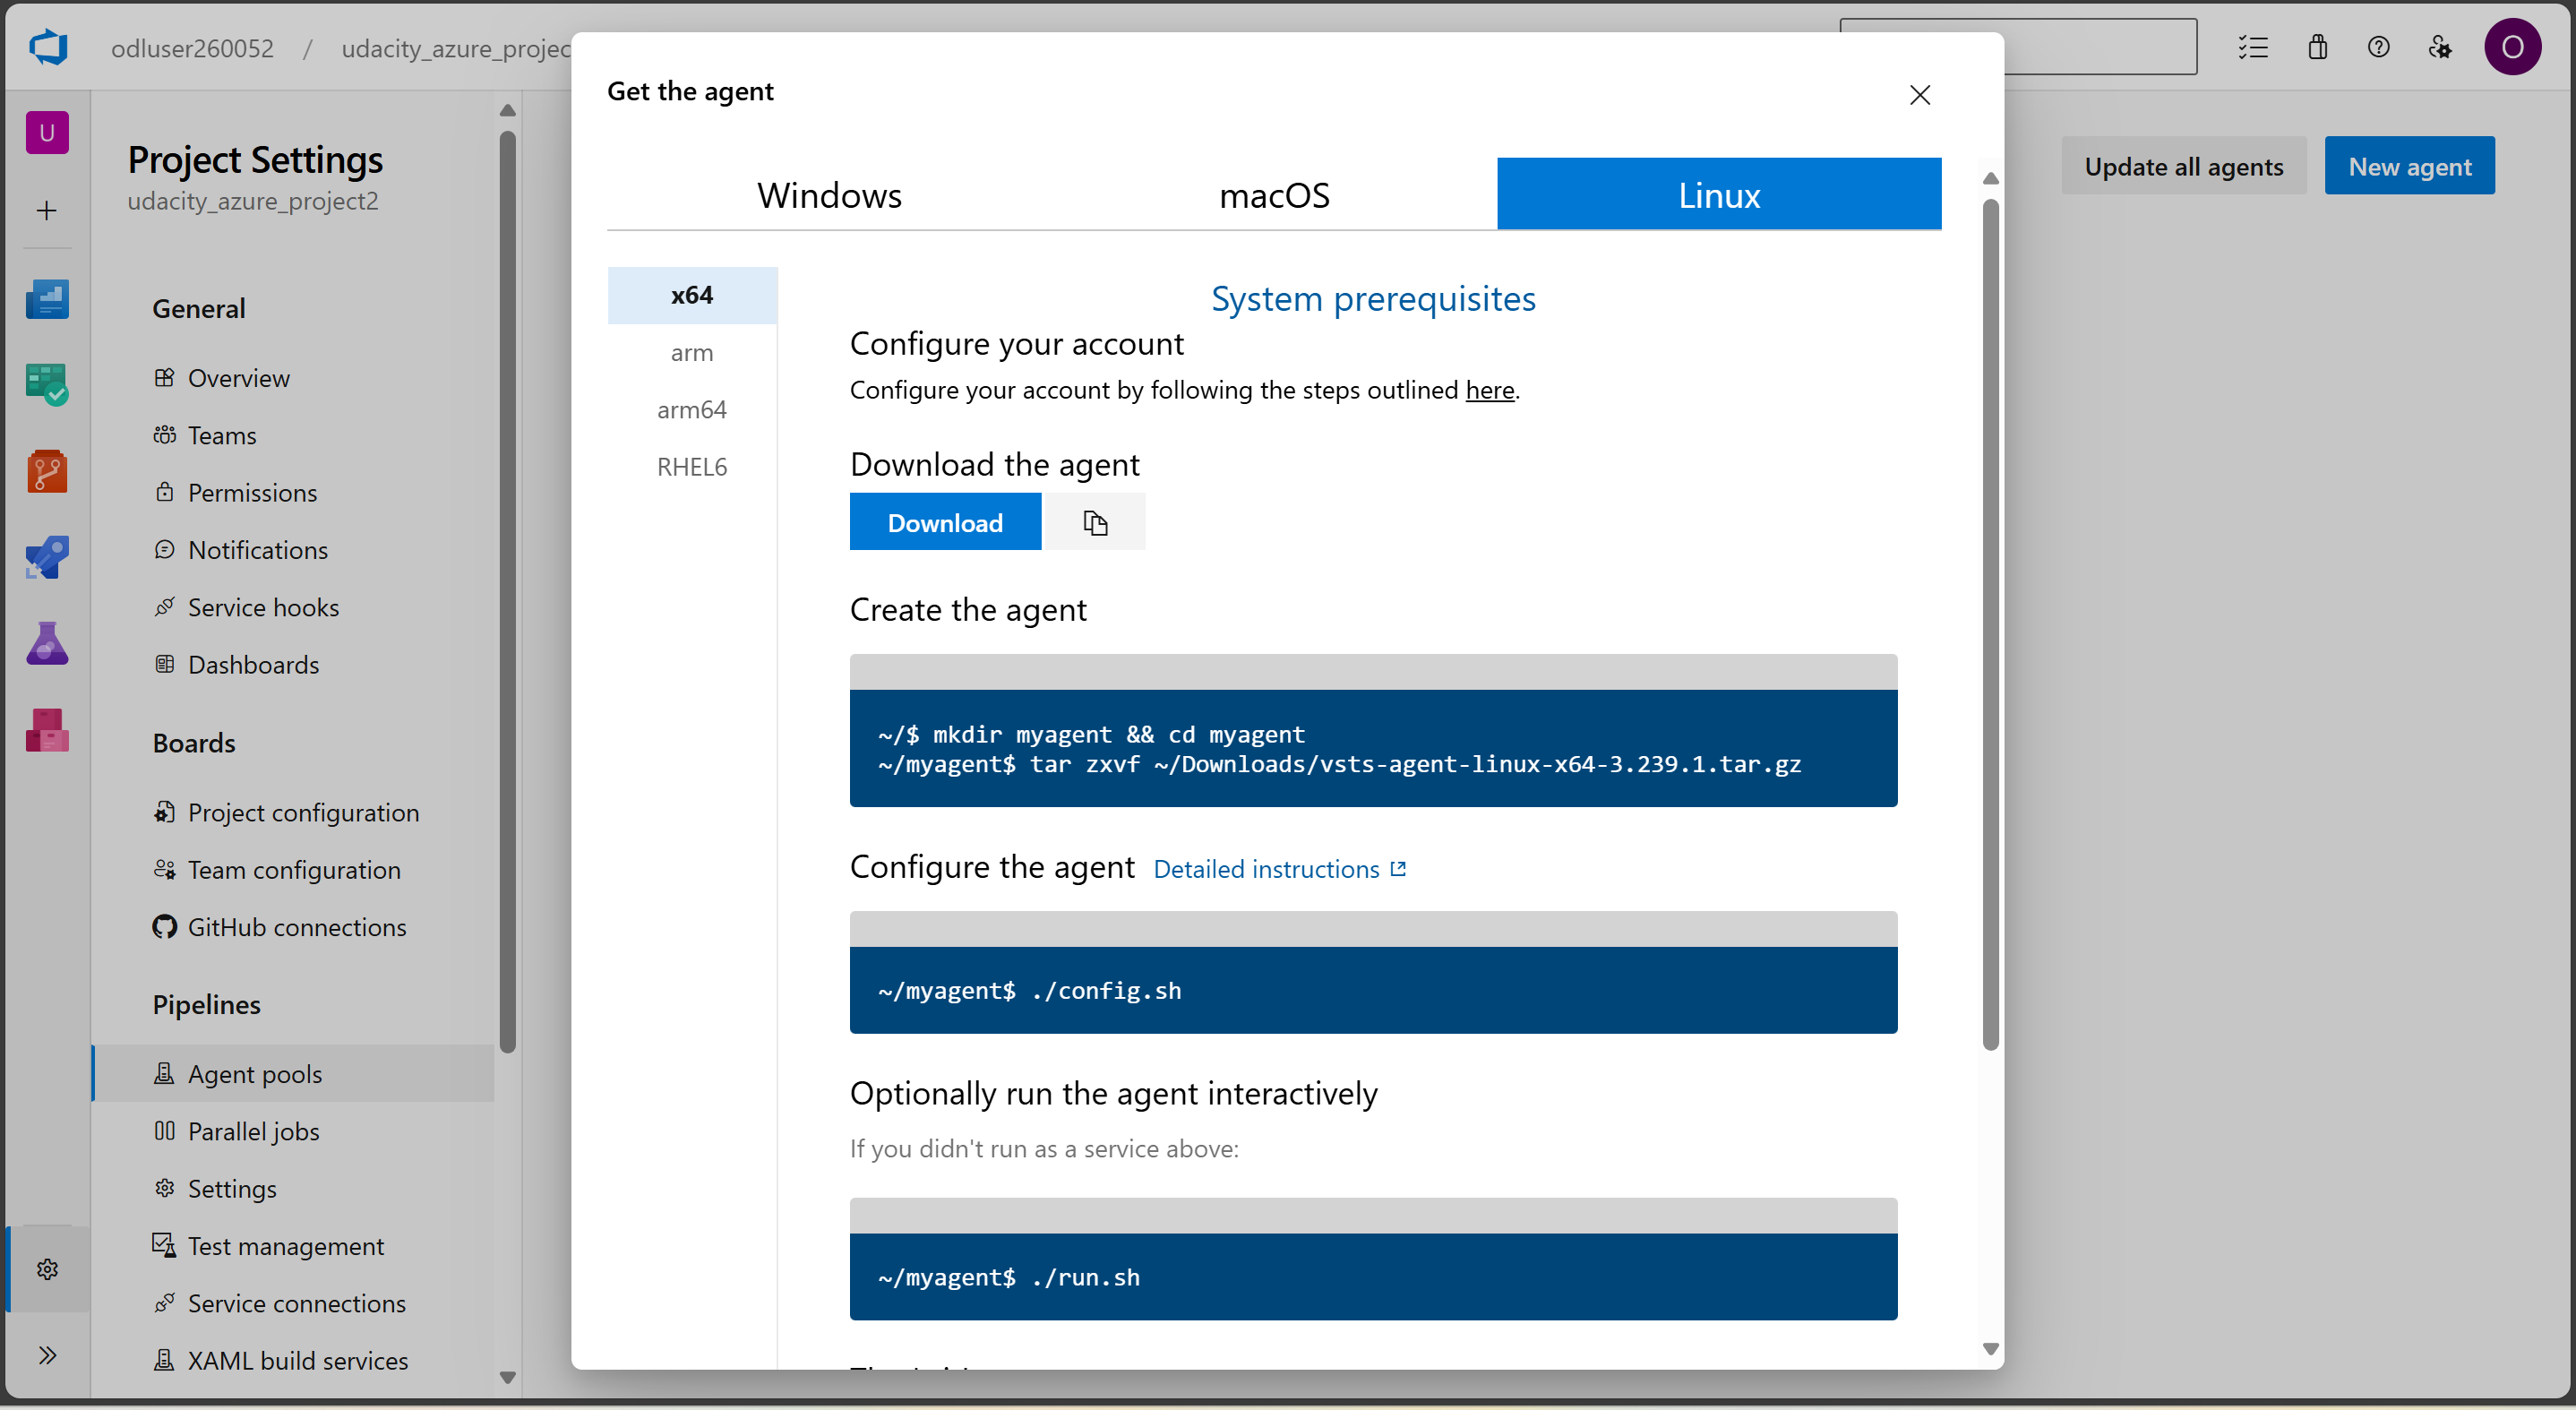 odluser260052 / udacity_azure_projec
O
U
Project Settings
udacity_azure_project2
General
Overview
Teams
Permissions
Notifications
Service hooks
Dashboards
Boards
Project configuration
Team configuration
GitHub connections
Pipelines
Agent pools
Parallel jobs
Settings
Test management
Service connections
XAML build services
Update all agents
New agent
Get the agent
Windows
macOS
Linux
x64
arm
arm64
RHEL6
System prerequisites
Configure your account
Configure your account by following the steps outlined here.
Download the agent
Download
Create the agent
~/$ mkdir myagent && cd myagent
~/myagent$ tar zxvf ~/Downloads/vsts-agent-linux-x64-3.239.1.tar.gz
Configure the agent Detailed instructions
~/myagent$ ./config.sh
Optionally run the agent interactively
If you didn't run as a service above:
~/myagent$ ./run.sh